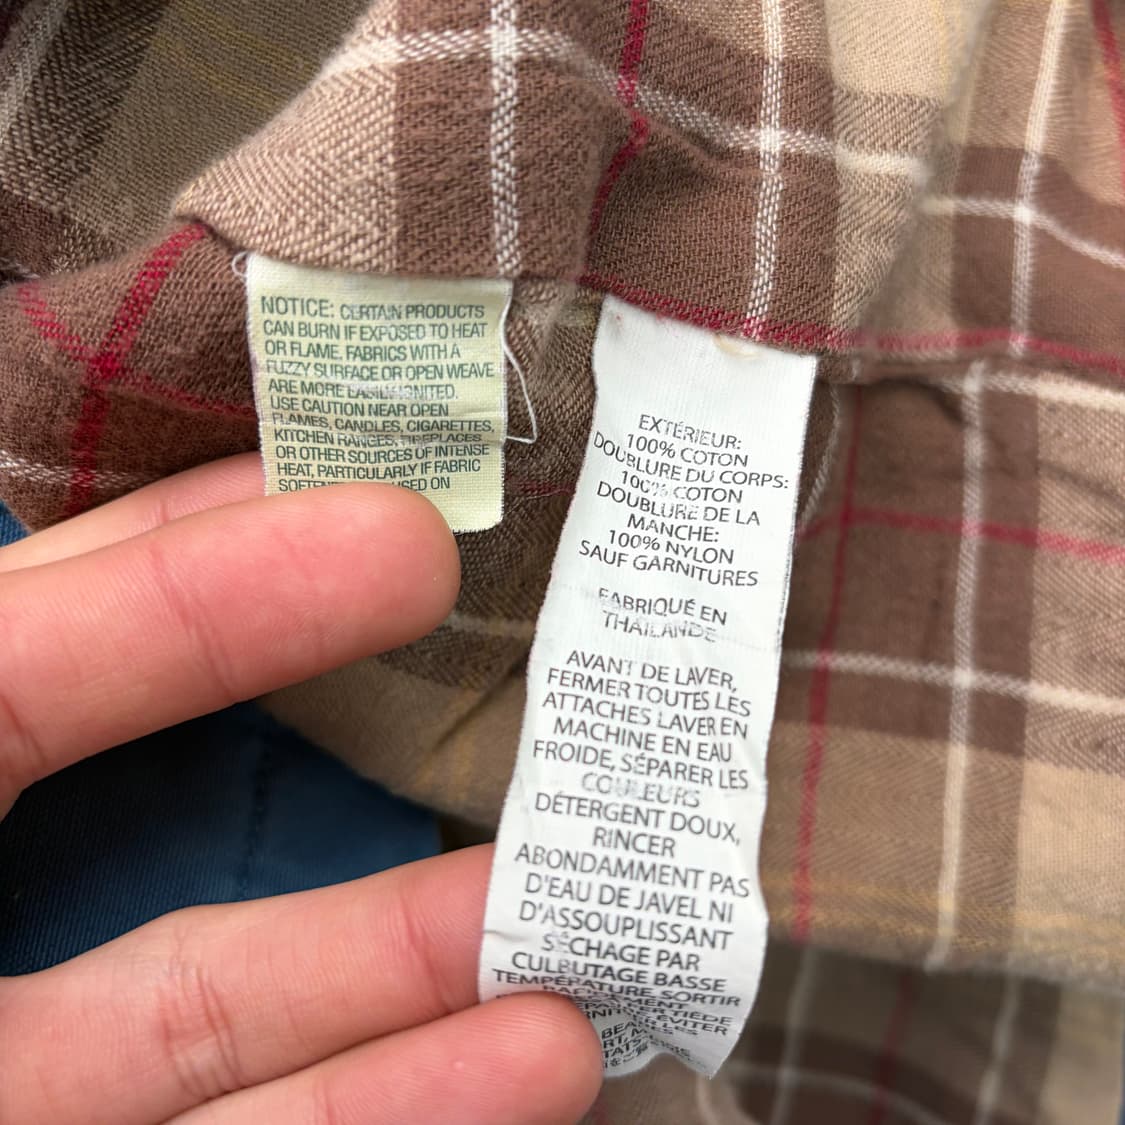 NOTICE: CERTAIN PRODUCTS
CAN BURN IF EXPOSED TO HEAT
OR FLAME. FABRICS WITH A
FUZZY SURFACE OR OPEN WEAVE
ARE MORE EASILY IGNITED.
USE CAUTION NEAR OPEN
FLAMES, CANDLES, CIGARETTES,
KITCHEN RANGES, FIREPLACES
OR OTHER SOURCES OF INTENSE
HEAT, PARTICULARLY IF FABRIC
USED ON
EXTÉRIEUR:
100% COTON
DOUBLURE DU CORPS:
100% COTON
DOUBLURE DE LA
MANCHE:
100% NYLON
SAUF GARNITURES
FABRIQUÉ EN
THAÏLANDE
AVANT DE LAVER,
FERMER TOUTES LES
ATTACHES LAVER EN
MACHINE EN EAU
FROIDE, SÉPARER LES
COULEURS
DÉTERGENT DOUX,
RINCER
ABONDAMMENT PAS
D'EAU DE JAVEL NI
D'ASSOUPLISSANT
SÉCHAGE PAR
CULBUTAGE BASSE
TEMPÉRATURE SORTIR
TIÈDE
ÉVITER